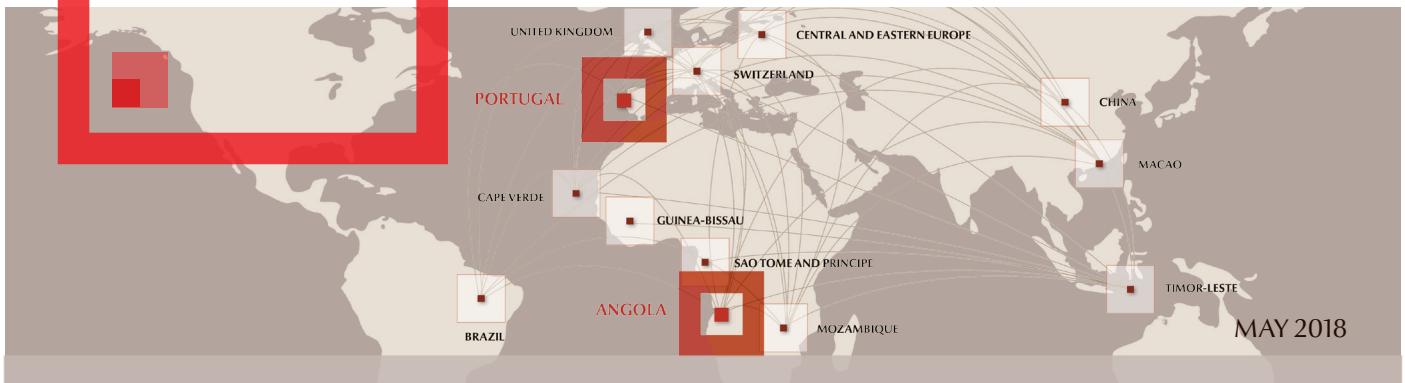 UNITED KINGDOM
CENTRAL AND EASTERN EUROPE
SWITZERLAND
PORTUGAL
CHINA
MACAO
CAPE VERDE
GUINEA-BISSAU
SAO TOME AND PRINCIPE
TIMOR-LESTE
ANGOLA
MOZAMBIQUE
BRAZIL
MAY 2018